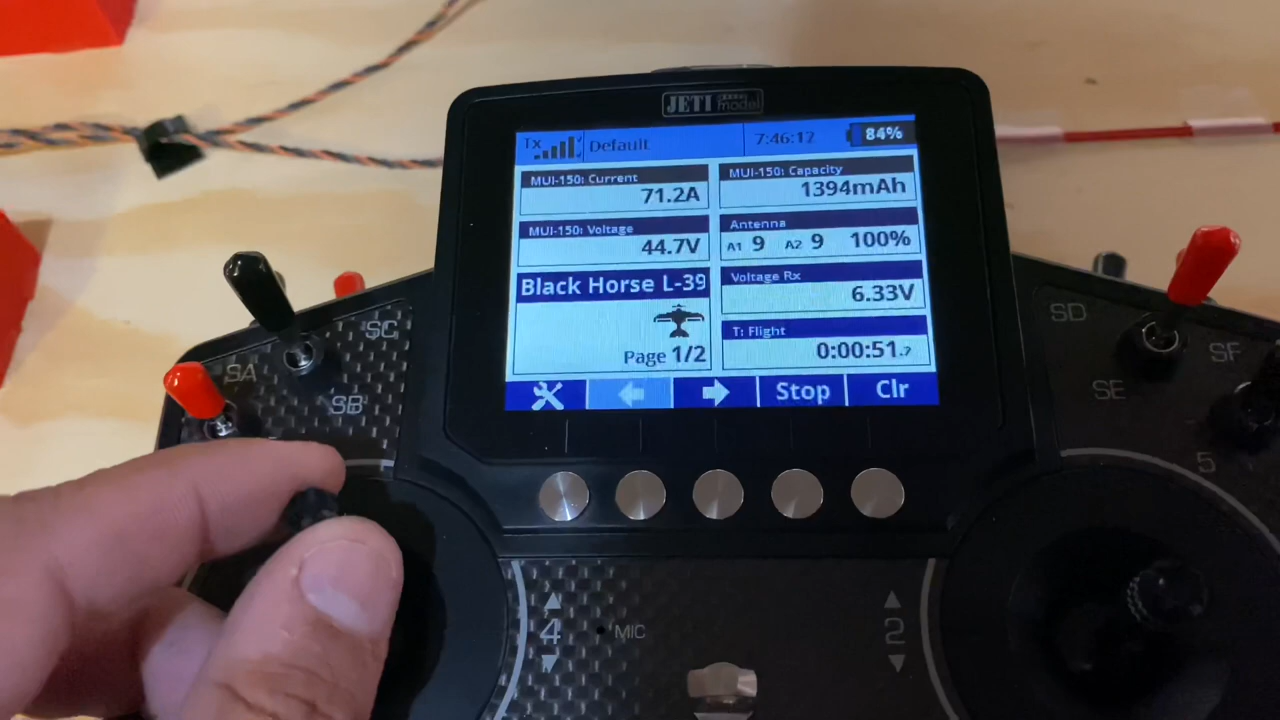 JETI model
Tx Default 7:46:12 84%
MUI-150: Current
71.2A
MUI-150: Capacity
1394mAh
MUI-150: Voltage
44.7V
Antenna
A1 9 A2 9 100%
Black Horse L-39
Page 1/2
Voltage Rx
6.33V
T: Flight
0:00:51.7
Stop Clr
SC
SA
SB
SD
SF
SE
5
4
MIC
2